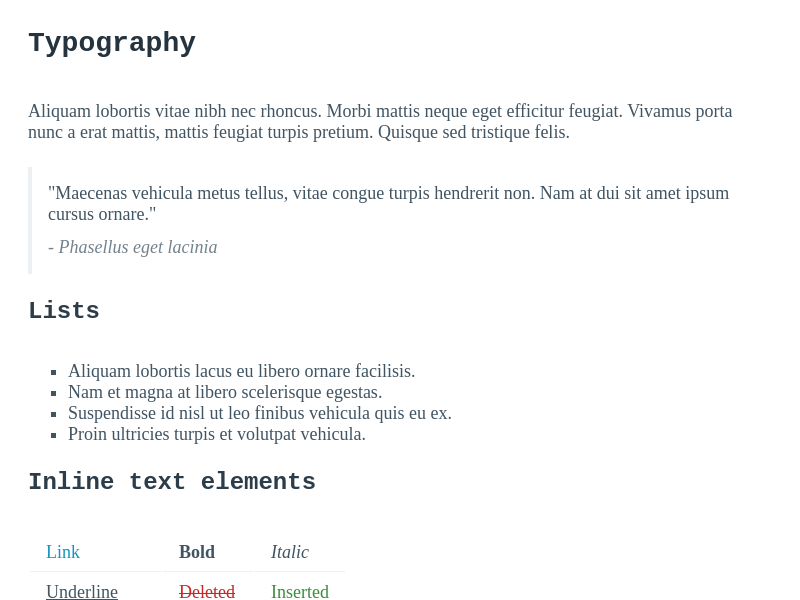 Typography
Aliquam lobortis vitae nibh nec rhoncus. Morbi mattis neque eget efficitur feugiat. Vivamus porta
nunc a erat mattis, mattis feugiat turpis pretium. Quisque sed tristique felis.
"Maecenas vehicula metus tellus, vitae congue turpis hendrerit non. Nam at dui sit amet ipsum
cursus ornare."
- Phasellus eget lacinia
Lists
Aliquam lobortis lacus eu libero ornare facilisis.
Nam et magna at libero scelerisque egestas.
Suspendisse id nisl ut leo finibus vehicula quis eu ex.
Proin ultricies turpis et volutpat vehicula.
Inline text elements
Link Bold Italic
Underline Deleted Inserted